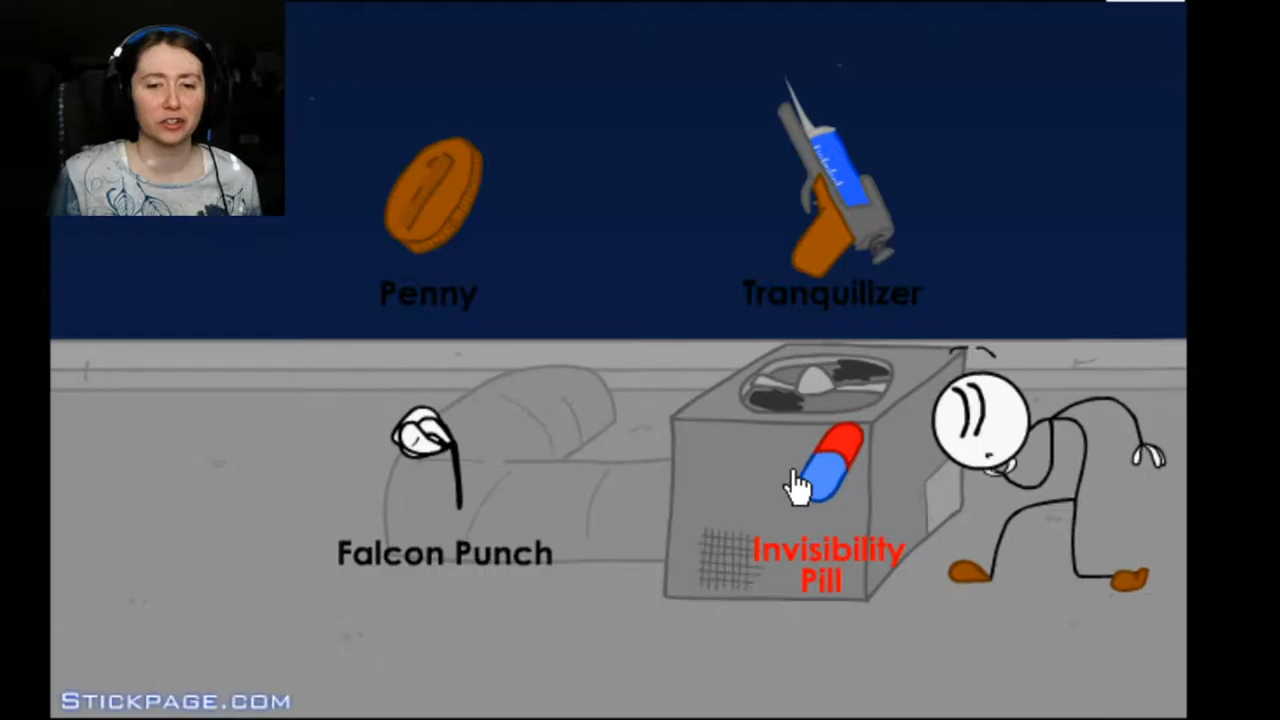 Penny
Tranquilizer
Falcon Punch
Invisibility
Pill
STICKPAGE.COM